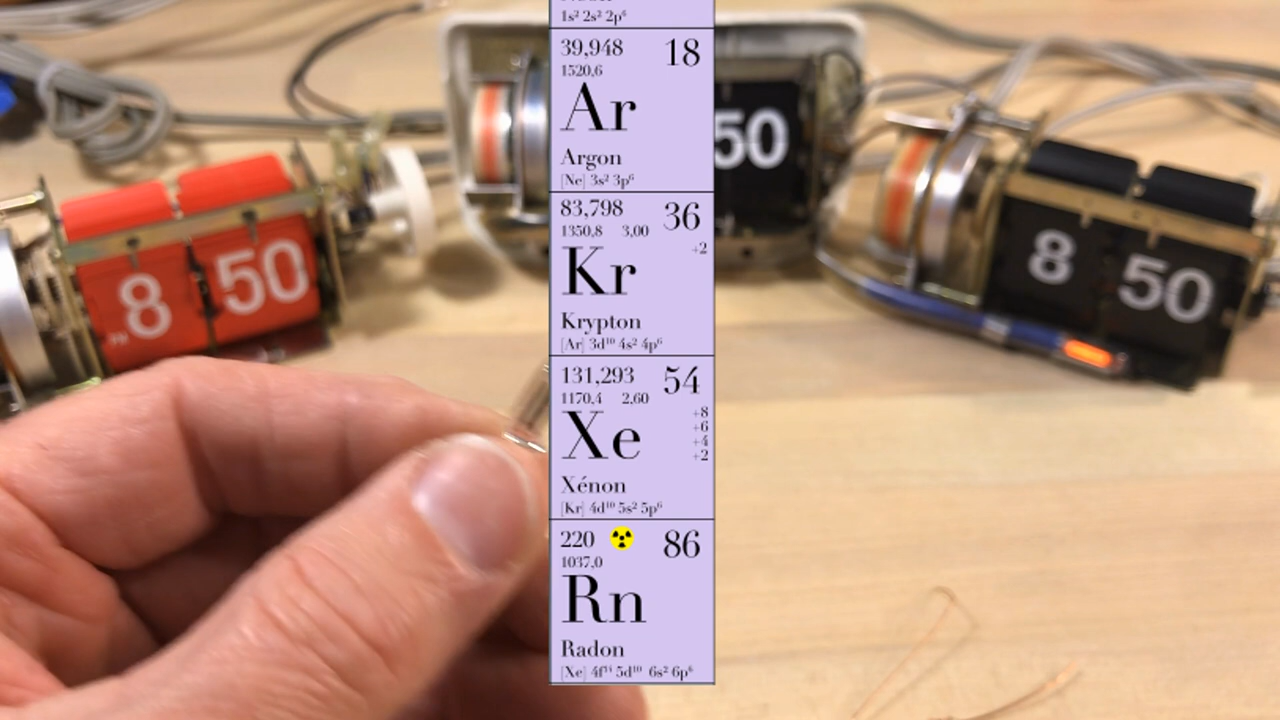 1s² 2s² 2p⁶
39,948 18
1520,6
Ar
Argon
[Ne] 3s² 3p⁶
83,798 36
1350,8 3,00
+2
Kr
Krypton
[Ar] 3d¹⁰ 4s² 4p⁶
131,293 54
1170,4 2,60
+8
+6
+4
+2
Xe
Xénon
[Kr] 4d¹⁰ 5s² 5p⁶
220 86
1037,0
Rn
Radon
[Xe] 4f¹⁴ 5d¹⁰ 6s² 6p⁶
8 50
50
8 50